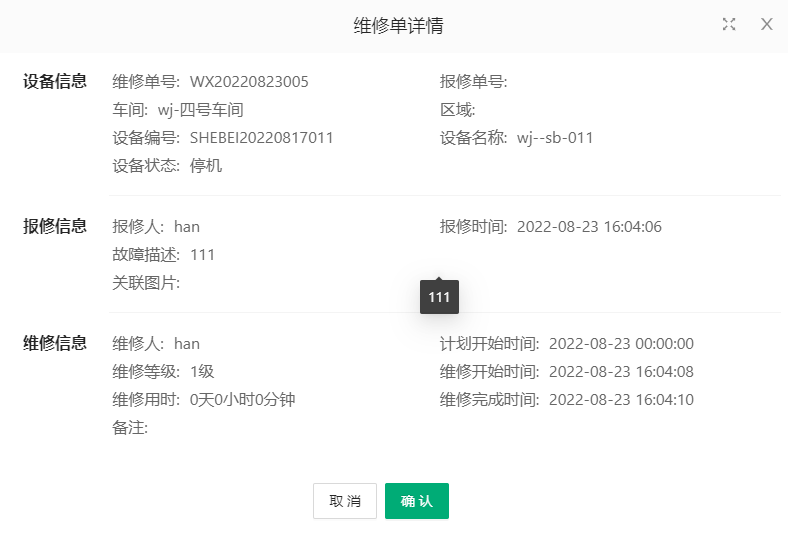 维修单详情
设备信息 维修单号: WX20220823005 报修单号:
车间: wj-四号车间 区域:
设备编号: SHEBEI20220817011 设备名称: wj--sb-011
设备状态: 停机
报修信息 报修人: han 报修时间: 2022-08-23 16:04:06
故障描述: 111
关联图片:
111
维修信息 维修人: han 计划开始时间: 2022-08-23 00:00:00
维修等级: 1级 维修开始时间: 2022-08-23 16:04:08
维修用时: 0天0小时0分钟 维修完成时间: 2022-08-23 16:04:10
备注:
取消 确认